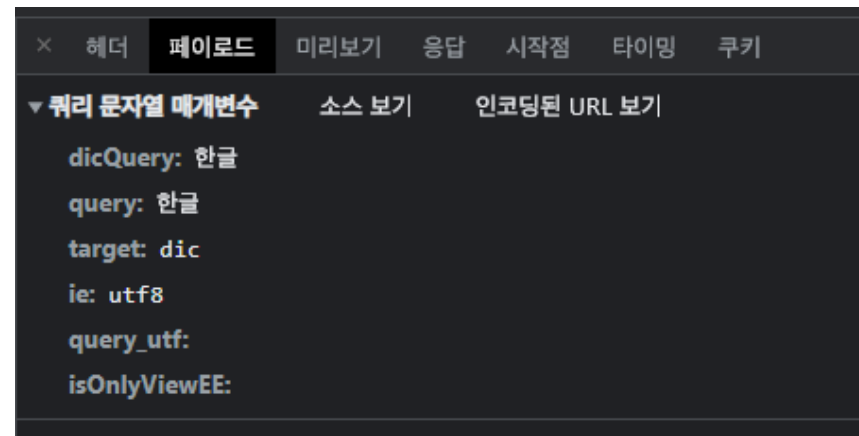 × 헤더 페이로드 미리보기 응답 시작점 타이밍 쿠키
▼ 쿼리 문자열 매개변수 소스 보기 인코딩된 URL 보기
dicQuery: 한글
query: 한글
target: dic
ie: utf8
query_utf:
isOnlyViewEE: